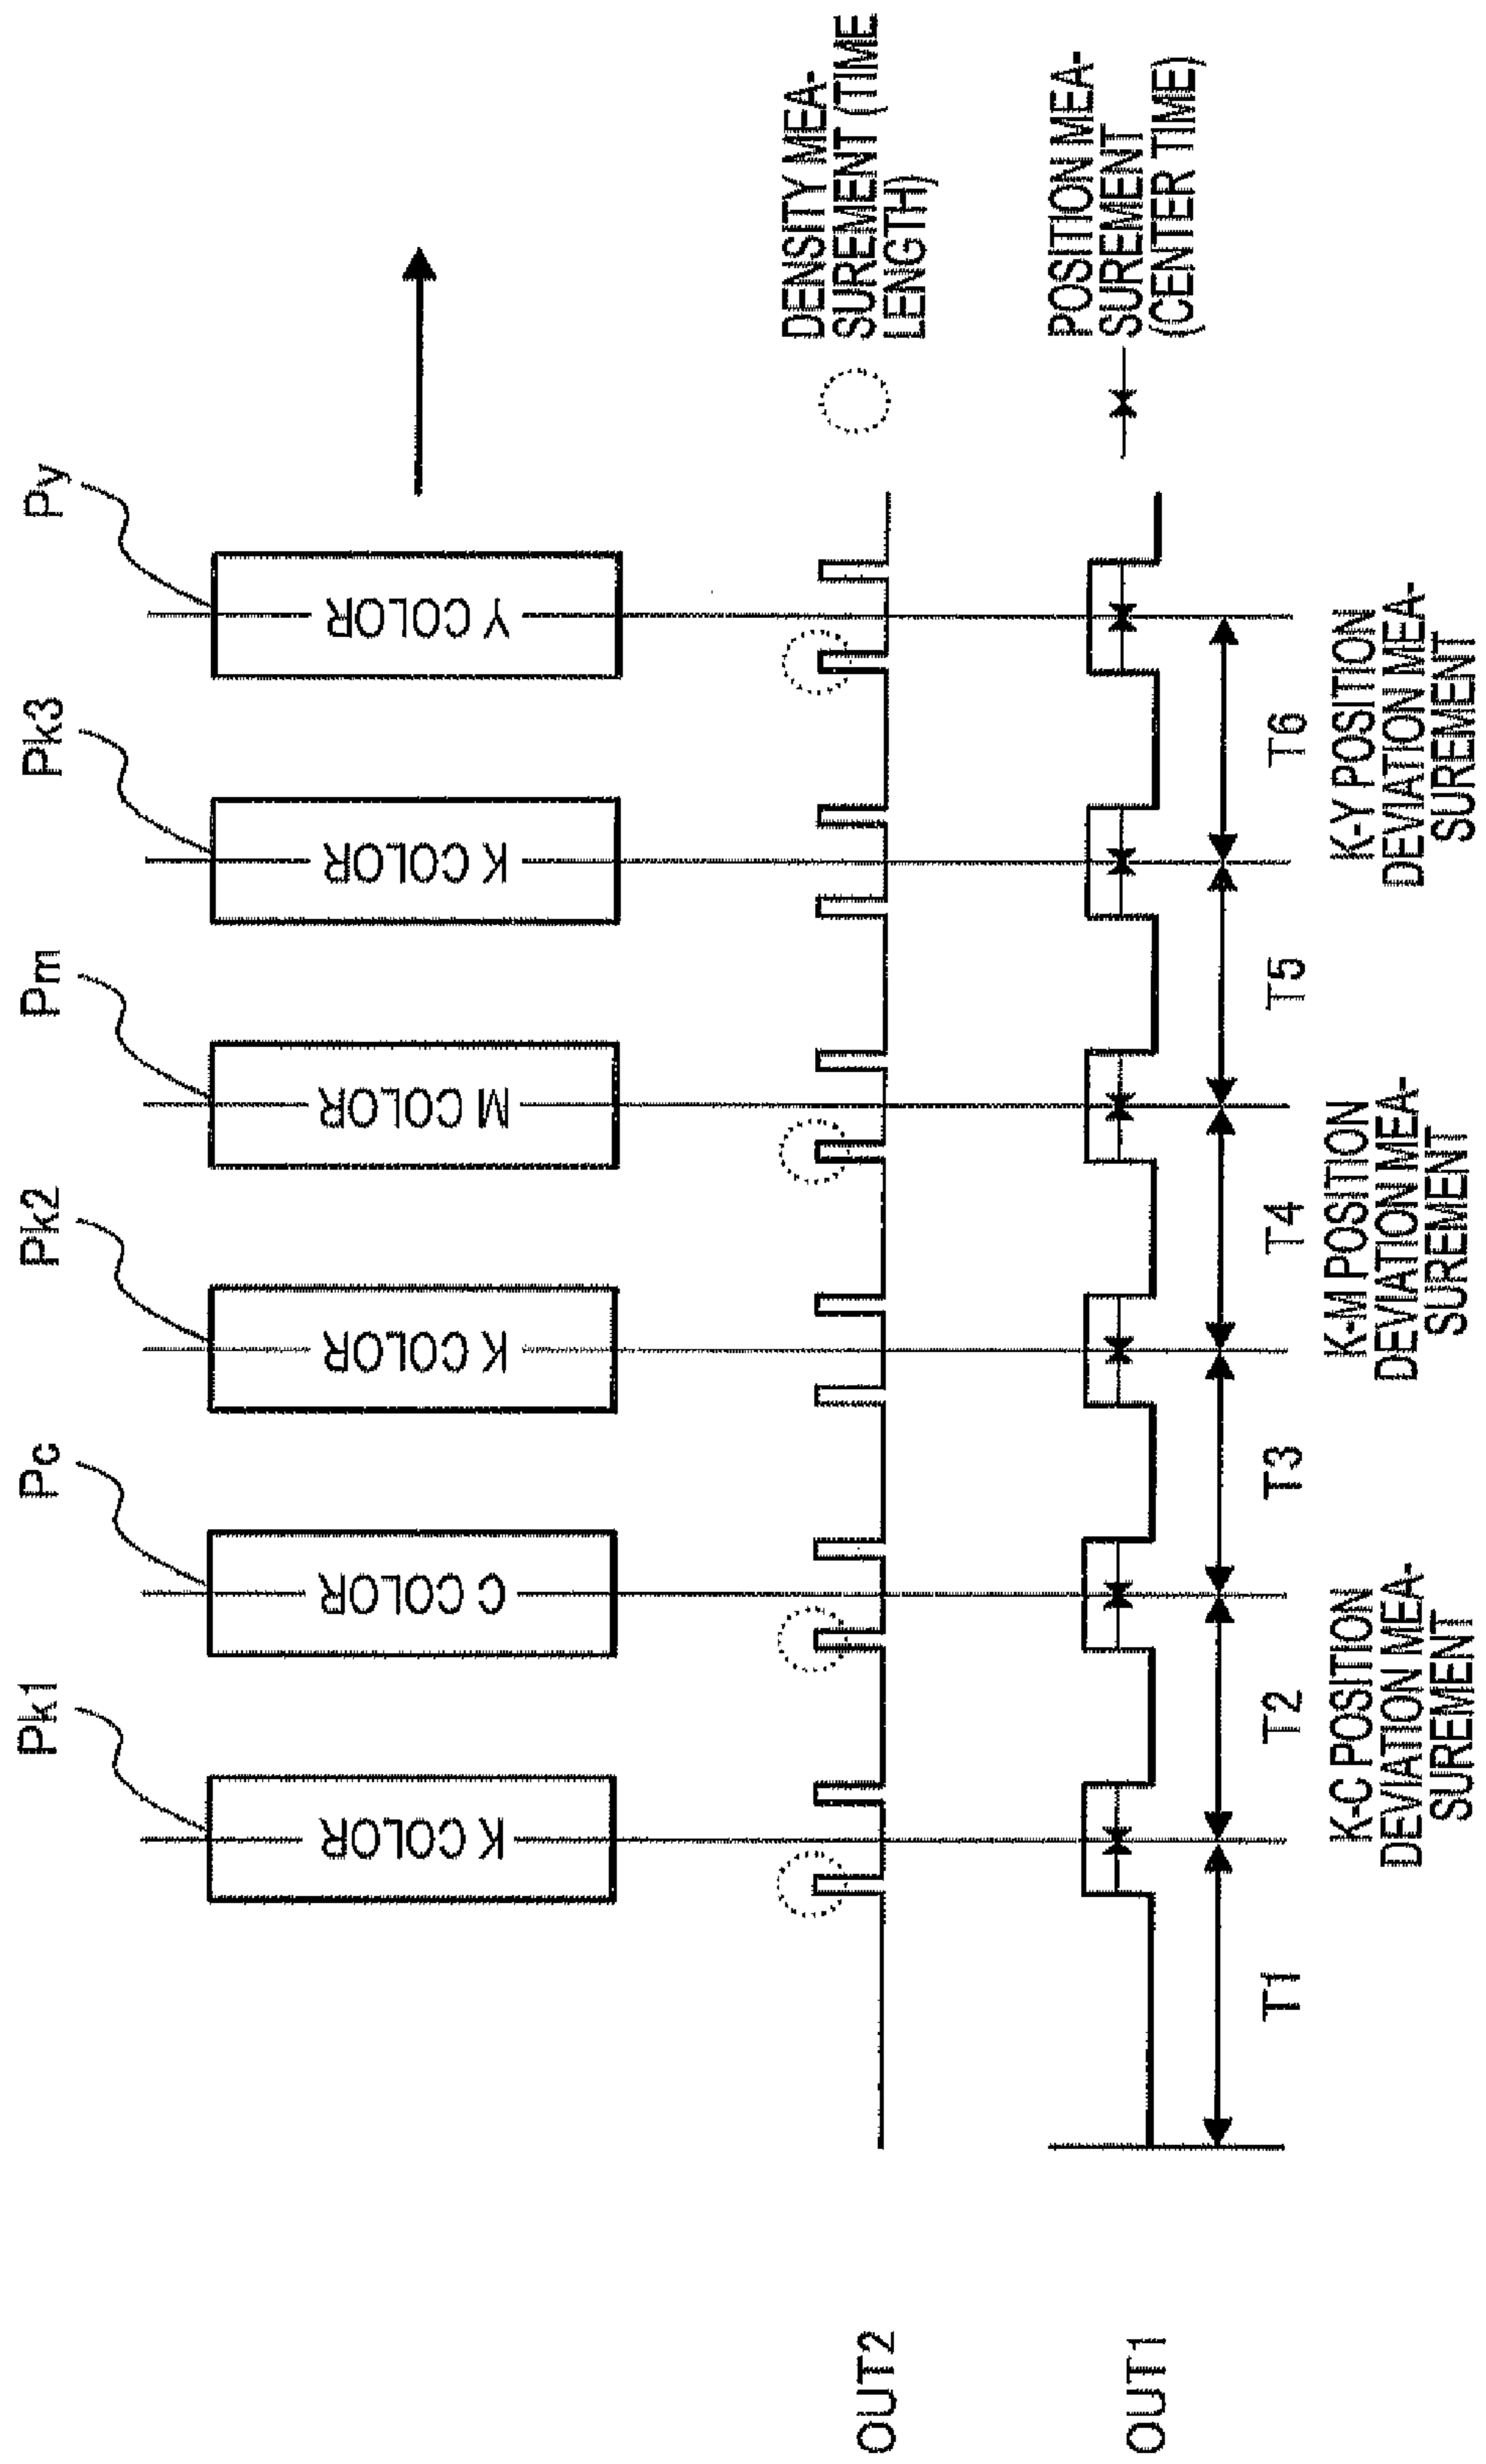 Pk1
Pc
Pk2
Pm
Pk3
Py
K COLOR
C COLOR
K COLOR
M COLOR
K COLOR
Y COLOR
OUT2
DENSITY MEA-
SUREMENT (TIME
LENGTH)
OUT1
POSITION MEA-
SUREMENT
(CENTER TIME)
T1
T2
T3
T4
T5
T6
K-C POSITION
DEVIATION MEA-
SUREMENT
K-M POSITION
DEVIATION MEA-
SUREMENT
K-Y POSITION
DEVIATION MEA-
SUREMENT